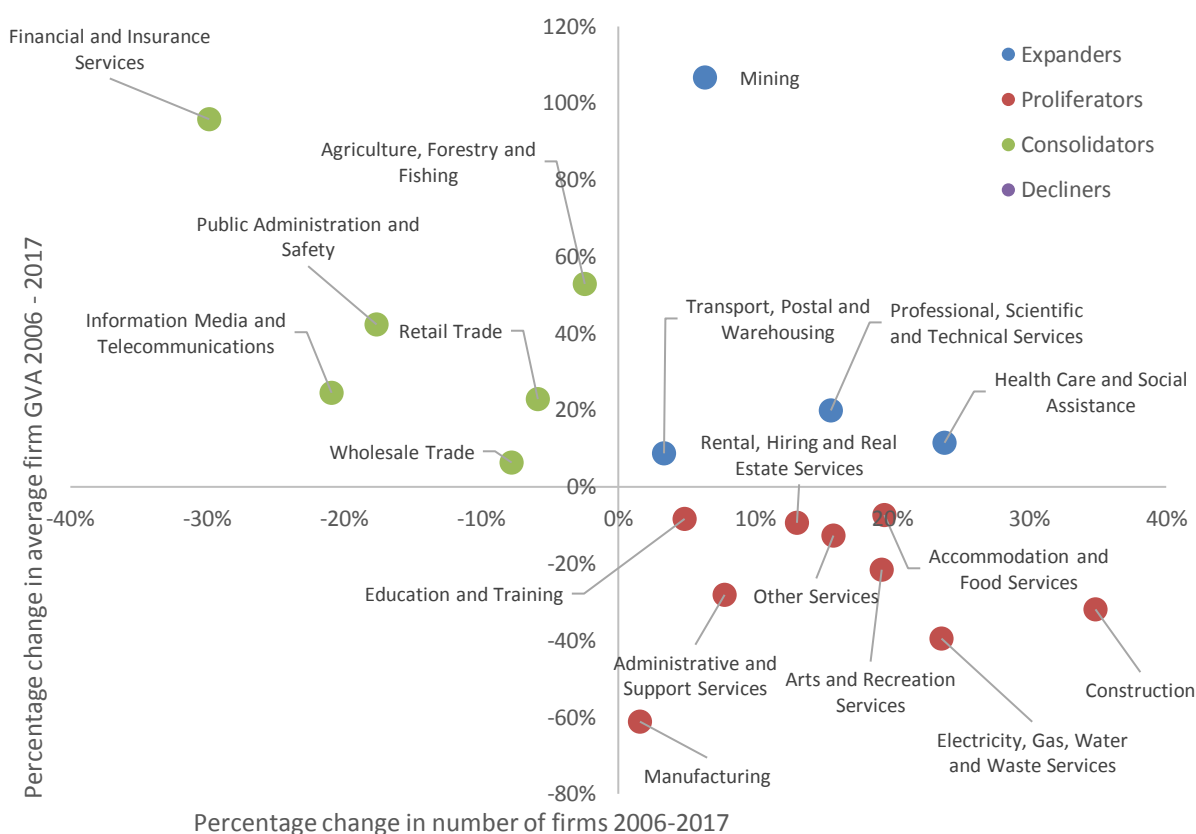 120%
100%
80%
60%
40%
20%
0%
-20%
-40%
-60%
-80%
-40%
-30%
-20%
-10%
0%
10%
20%
30%
40%
Percentage change in average firm GVA 2006 - 2017
Percentage change in number of firms 2006-2017
Expanders
Proliferators
Consolidators
Decliners
Financial and Insurance
Services
Mining
Agriculture, Forestry and
Fishing
Public Administration and
Safety
Information Media and
Telecommunications
Retail Trade
Wholesale Trade
Transport, Postal and
Warehousing
Professional, Scientific
and Technical Services
Health Care and Social
Assistance
Rental, Hiring and Real
Estate Services
Education and Training
Other Services
Accommodation and
Food Services
Administrative and
Support Services
Arts and Recreation
Services
Construction
Electricity, Gas, Water
and Waste Services
Manufacturing